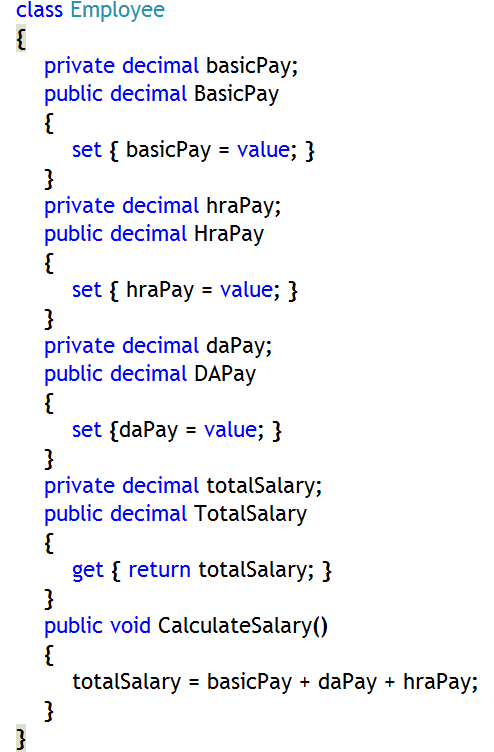 class Employee
{
private decimal basicPay;
public decimal BasicPay
{
set { basicPay = value; }
}
private decimal hraPay;
public decimal HraPay
{
set { hraPay = value; }
}
private decimal daPay;
public decimal DAPay
{
set {daPay = value; }
}
private decimal totalSalary;
public decimal TotalSalary
{
get { return totalSalary; }
}
public void CalculateSalary()
{
totalSalary = basicPay + daPay + hraPay;
}
}